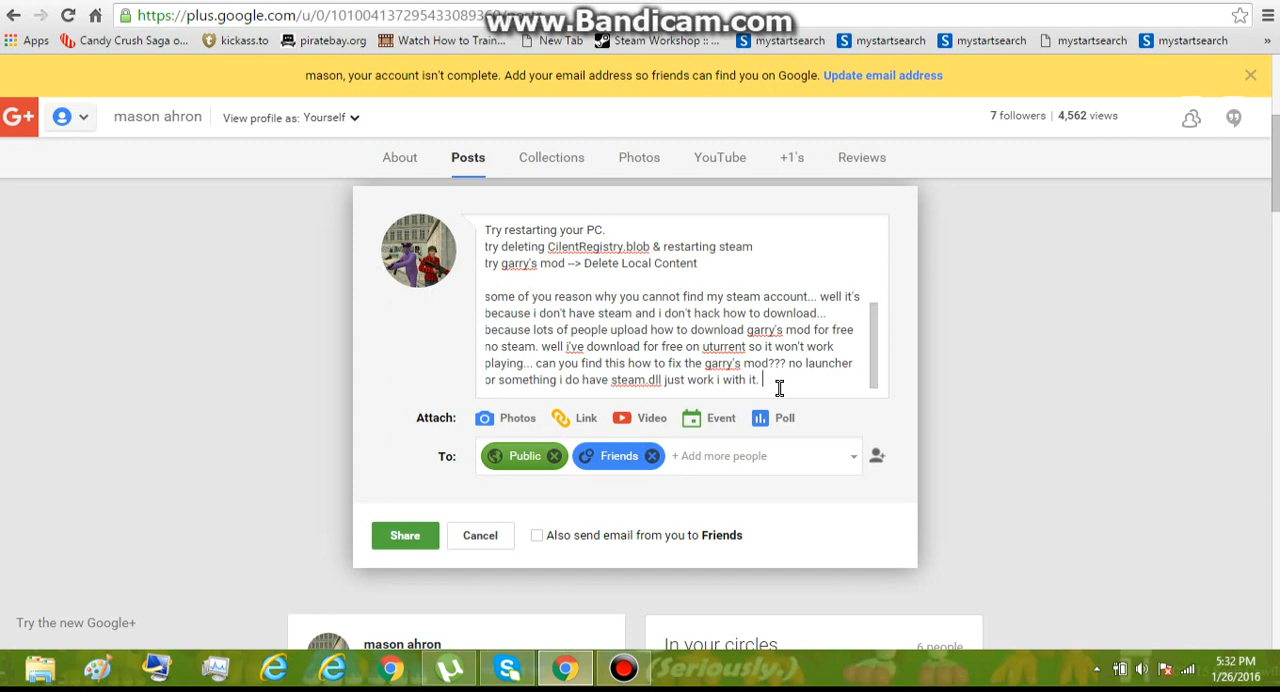 https://plus.google.com/u/0/101004137295433089360/posts
www.Bandicam.com
Apps Candy Crush Saga o... kickass.to piratebay.org Watch How to Train... New Tab Steam Workshop :: ... mystartsearch mystartsearch mystartsearch mystartsearch mystartsearch »
mason, your account isn't complete. Add your email address so friends can find you on Google. Update email address
G+ mason ahron View profile as: Yourself 7 followers | 4,562 views
About Posts Collections Photos YouTube +1's Reviews
Try restarting your PC.
try deleting CilentRegistry.blob & restarting steam
try garry's mod --> Delete Local Content
some of you reason why you cannot find my steam account... well it's
because i don't have steam and i don't hack how to download...
because lots of people upload how to download garry's mod for free
no steam. well i've download for free on uturrent so it won't work
playing... can you find this how to fix the garry's mod??? no launcher
or something i do have steam.dll just work i with it.
Attach: Photos Link Video Event Poll
To: Public Friends + Add more people
Share Cancel Also send email from you to Friends
Try the new Google+
mason ahron
In your circles 6 people
(Seriously.)
5:32 PM
1/26/2016